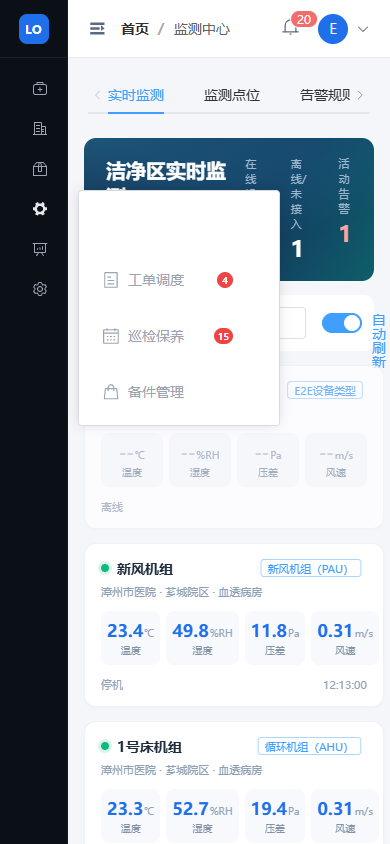 LO
首页 / 监测中心
20
E
实时监测
监测点位
告警规则
洁净区实时监
在线
离线/未接入
1
活动告警
1
工单调度
4
巡检保养
15
备件管理
自动刷新
E2E设备类型
--℃
温度
--%RH
湿度
--Pa
压差
--m/s
风速
离线
新风机组
新风机组（PAU）
漳州市医院 · 芗城院区 · 血透病房
23.4℃
温度
49.8%RH
湿度
11.8Pa
压差
0.31m/s
风速
停机
12:13:00
1号床机组
循环机组（AHU）
漳州市医院 · 芗城院区 · 血透病房
23.3℃
温度
52.7%RH
湿度
19.4Pa
压差
0.31m/s
风速